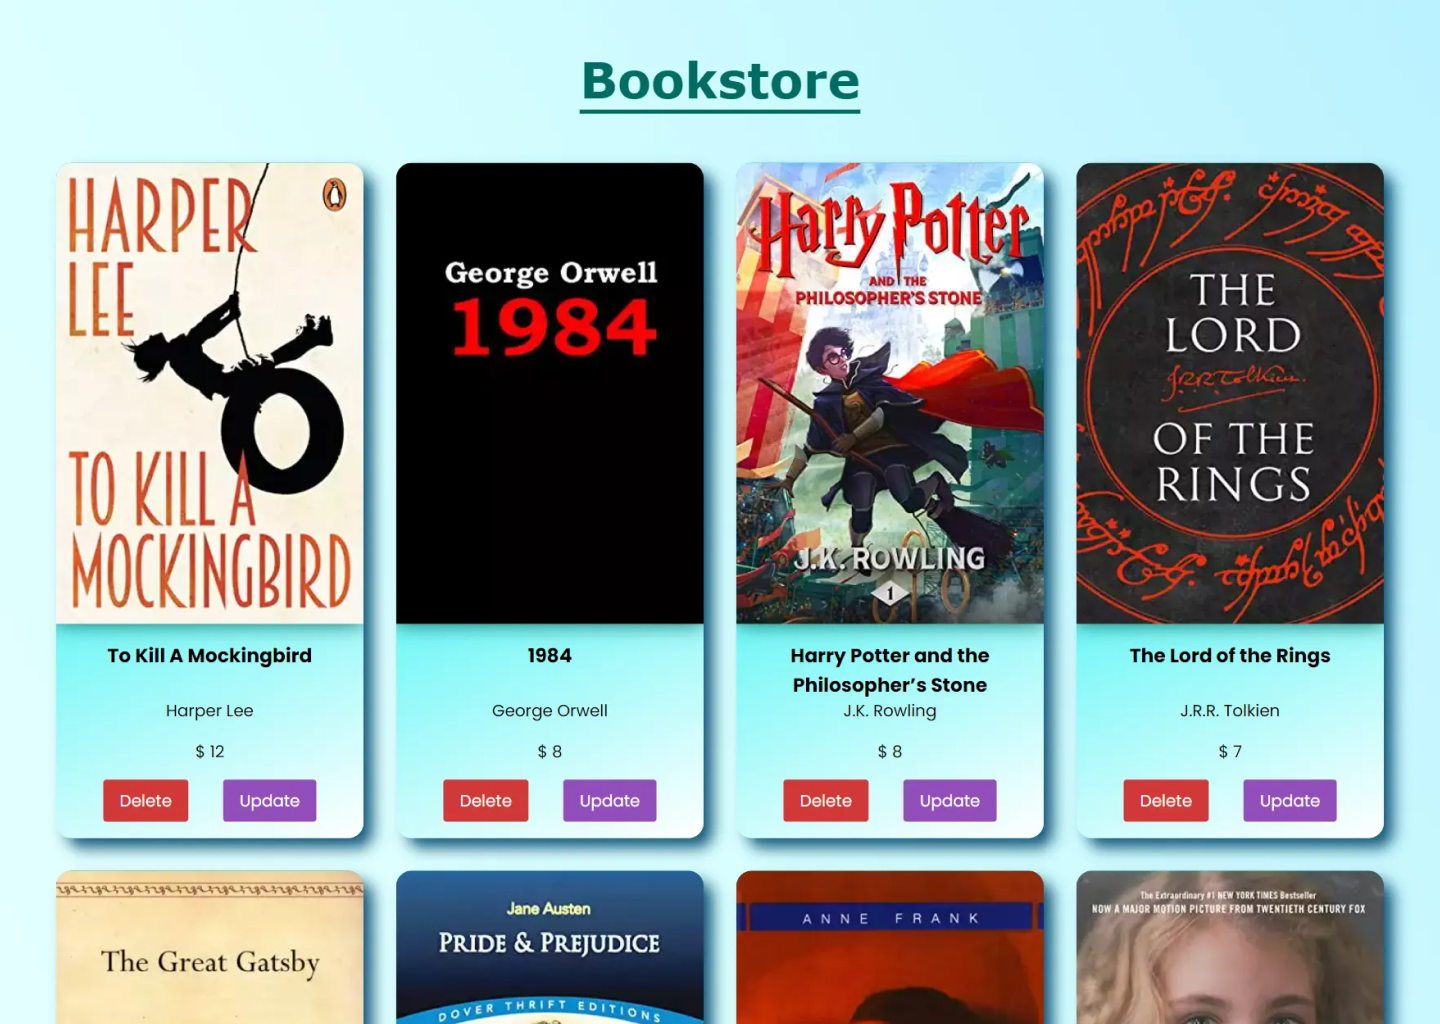 Bookstore
HARPER
LEE
TO KILL A
MOCKINGBIRD
To Kill A Mockingbird
Harper Lee
$ 12
Delete
Update
George Orwell
1984
1984
George Orwell
$ 8
Delete
Update
Harry Potter
AND THE
PHILOSOPHER'S STONE
J.K. ROWLING
1
Harry Potter and the
Philosopher’s Stone
J.K. Rowling
$ 8
Delete
Update
THE
LORD
J.R.R. Tolkien
OF THE
RINGS
The Lord of the Rings
J.R.R. Tolkien
$ 7
Delete
Update
The Great Gatsby
Jane Austen
PRIDE & PREJUDICE
DOVER THRIFT EDITIONS
ANNE FRANK
The Extraordinary #1 NEW YORK TIMES Bestseller
NOW A MAJOR MOTION PICTURE FROM TWENTIETH CENTURY FOX